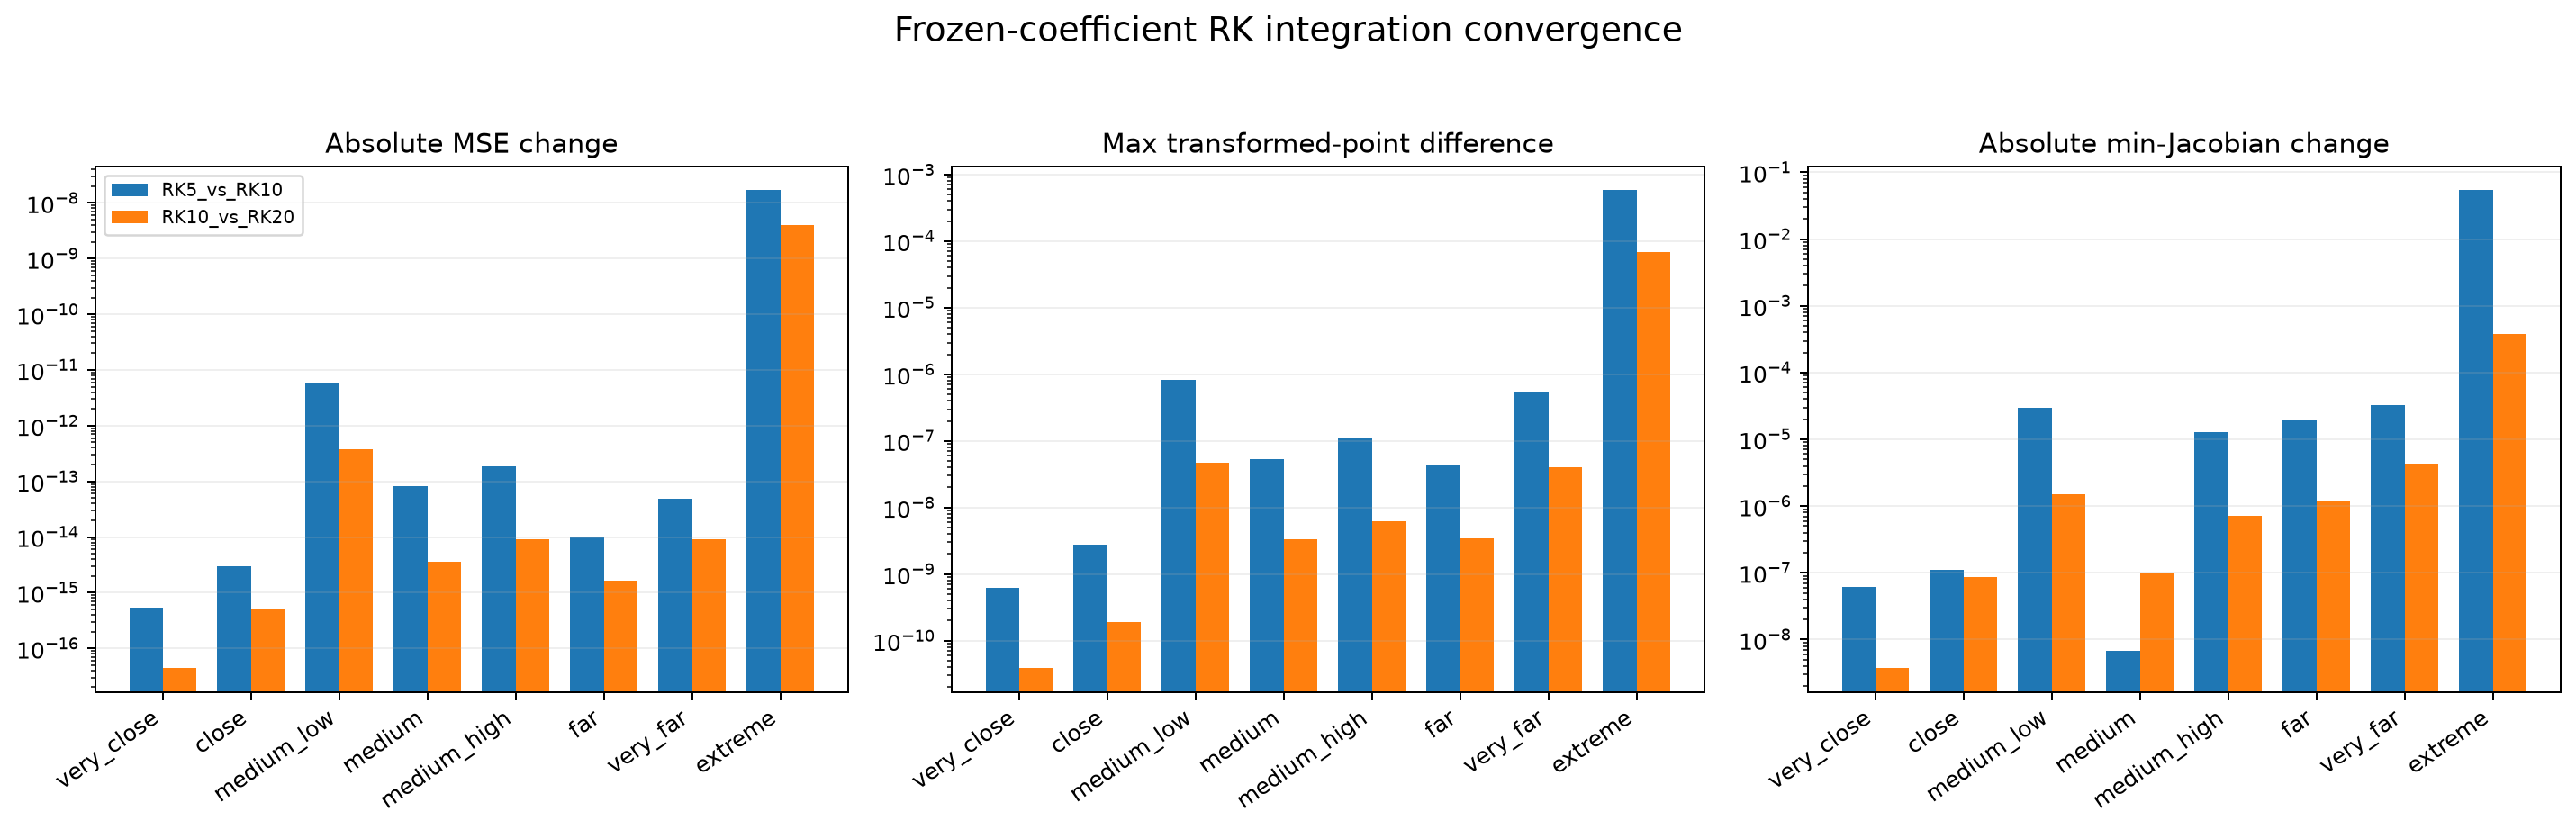 Frozen-coefficient RK integration convergence
Absolute MSE change
10⁻⁸
10⁻⁹
10⁻¹⁰
10⁻¹¹
10⁻¹²
10⁻¹³
10⁻¹⁴
10⁻¹⁵
10⁻¹⁶
RK5_vs_RK10
RK10_vs_RK20
very_close
close
medium_low
medium
medium_high
far
very_far
extreme
Max transformed-point difference
10⁻³
10⁻⁴
10⁻⁵
10⁻⁶
10⁻⁷
10⁻⁸
10⁻⁹
10⁻¹⁰
very_close
close
medium_low
medium
medium_high
far
very_far
extreme
Absolute min-Jacobian change
10⁻¹
10⁻²
10⁻³
10⁻⁴
10⁻⁵
10⁻⁶
10⁻⁷
10⁻⁸
very_close
close
medium_low
medium
medium_high
far
very_far
extreme